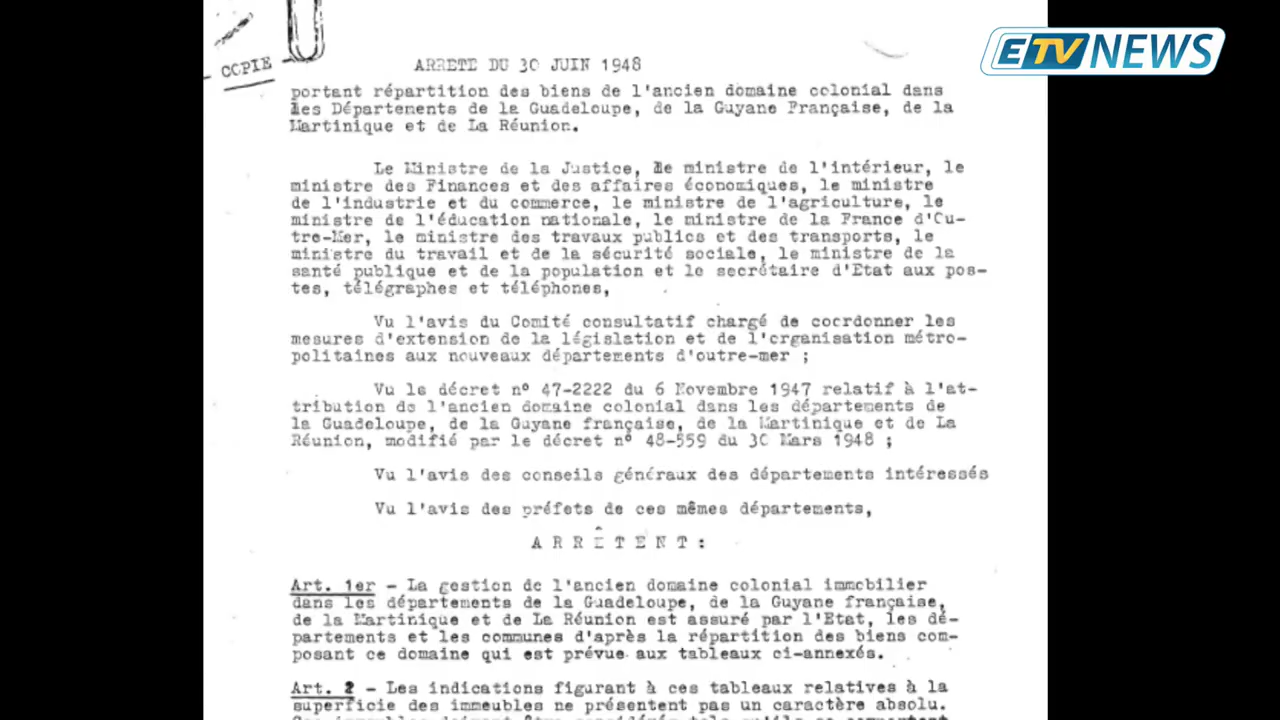 ETV NEWS
COPIE
ARRETE DU 30 JUIN 1948
portant répartition des biens de l'ancien domaine colonial dans
les Départements de la Guadeloupe, de la Guyane Française, de la
Martinique et de La Réunion.
Le Ministre de la Justice, le ministre de l'intérieur, le
ministre des Finances et des affaires économiques, le ministre
de l'industrie et du commerce, le ministre de l'agriculture, le
ministre de l'éducation nationale, le ministre de la France d'Ou-
tre-Mer, le ministre des travaux publics et des transports, le
ministre du travail et de la sécurité sociale, le ministre de la
santé publique et de la population et le secrétaire d'Etat aux pos-
tes, télégraphes et téléphones,
Vu l'avis du Comité consultatif chargé de coordonner les
mesures d'extension de la législation et de l'organisation métro-
politaines aux nouveaux départements d'outre-mer ;
Vu le décret n° 47-2222 du 6 Novembre 1947 relatif à l'at-
tribution de l'ancien domaine colonial dans les départements de
la Guadeloupe, de la Guyane française, de la Martinique et de La
Réunion, modifié par le décret n° 48-559 du 30 Mars 1948 ;
Vu l'avis des conseils généraux des départements intéressés
Vu l'avis des préfets de ces mêmes départements,
A R R Ê T E N T :
Art. 1er - La gestion de l'ancien domaine colonial immobilier
dans les départements de la Guadeloupe, de la Guyane française,
de la Martinique et de La Réunion est assuré par l'Etat, les dé-
partements et les communes d'après la répartition des biens com-
posant ce domaine qui est prévue aux tableaux ci-annexés.
Art. 2 - Les indications figurant à ces tableaux relatives à la
superficie des immeubles ne présentent pas un caractère absolu.